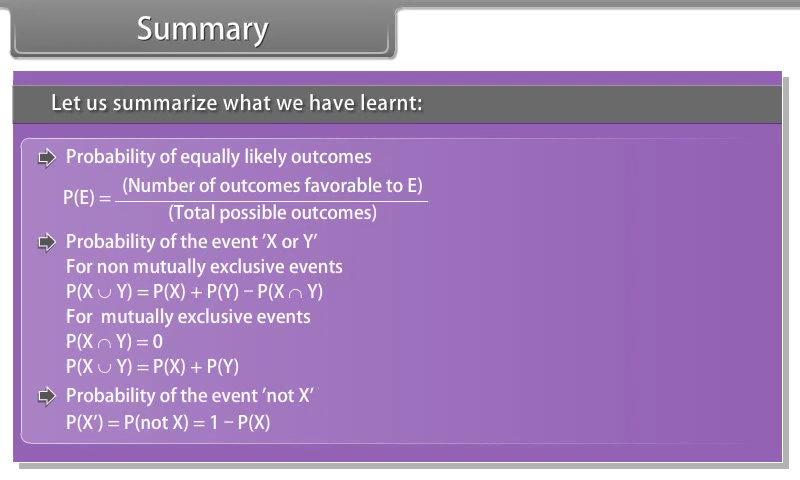 Summary
Let us summarize what we have learnt:
Probability of equally likely outcomes
P(E) = (Number of outcomes favorable to E)
(Total possible outcomes)
Probability of the event 'X or Y'
For non mutually exclusive events
P(X ∪ Y) = P(X) + P(Y) – P(X ∩ Y)
For mutually exclusive events
P(X ∩ Y) = 0
P(X ∪ Y) = P(X) + P(Y)
Probability of the event 'not X'
P(X') = P(not X) = 1 – P(X)